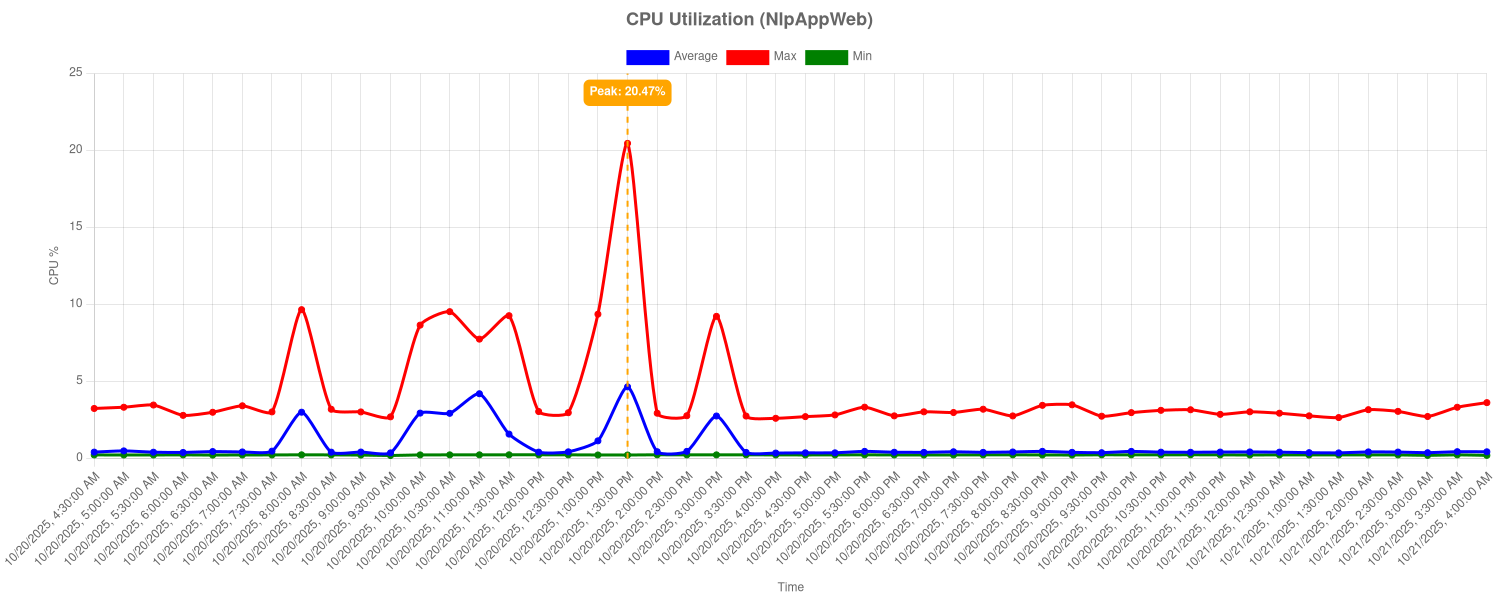 CPU Utilization (NlpAppWeb)
Average Max Min
Peak: 20.47%
CPU %
25
20
15
10
5
0
10/20/2025, 4:30:00 AM
10/20/2025, 5:00:00 AM
10/20/2025, 5:30:00 AM
10/20/2025, 6:00:00 AM
10/20/2025, 6:30:00 AM
10/20/2025, 7:00:00 AM
10/20/2025, 7:30:00 AM
10/20/2025, 8:00:00 AM
10/20/2025, 8:30:00 AM
10/20/2025, 9:00:00 AM
10/20/2025, 9:30:00 AM
10/20/2025, 10:00:00 AM
10/20/2025, 10:30:00 AM
10/20/2025, 11:00:00 AM
10/20/2025, 11:30:00 AM
10/20/2025, 12:00:00 PM
10/20/2025, 12:30:00 PM
10/20/2025, 1:00:00 PM
10/20/2025, 1:30:00 PM
10/20/2025, 2:00:00 PM
10/20/2025, 2:30:00 PM
10/20/2025, 3:00:00 PM
10/20/2025, 3:30:00 PM
10/20/2025, 4:00:00 PM
10/20/2025, 4:30:00 PM
10/20/2025, 5:00:00 PM
10/20/2025, 5:30:00 PM
10/20/2025, 6:00:00 PM
10/20/2025, 6:30:00 PM
10/20/2025, 7:00:00 PM
10/20/2025, 7:30:00 PM
10/20/2025, 8:00:00 PM
10/20/2025, 8:30:00 PM
10/20/2025, 9:00:00 PM
10/20/2025, 9:30:00 PM
10/20/2025, 10:00:00 PM
10/20/2025, 10:30:00 PM
10/20/2025, 11:00:00 PM
10/20/2025, 11:30:00 PM
10/21/2025, 12:00:00 AM
10/21/2025, 12:30:00 AM
10/21/2025, 1:00:00 AM
10/21/2025, 1:30:00 AM
10/21/2025, 2:00:00 AM
10/21/2025, 2:30:00 AM
10/21/2025, 3:00:00 AM
10/21/2025, 3:30:00 AM
10/21/2025, 4:00:00 AM
Time